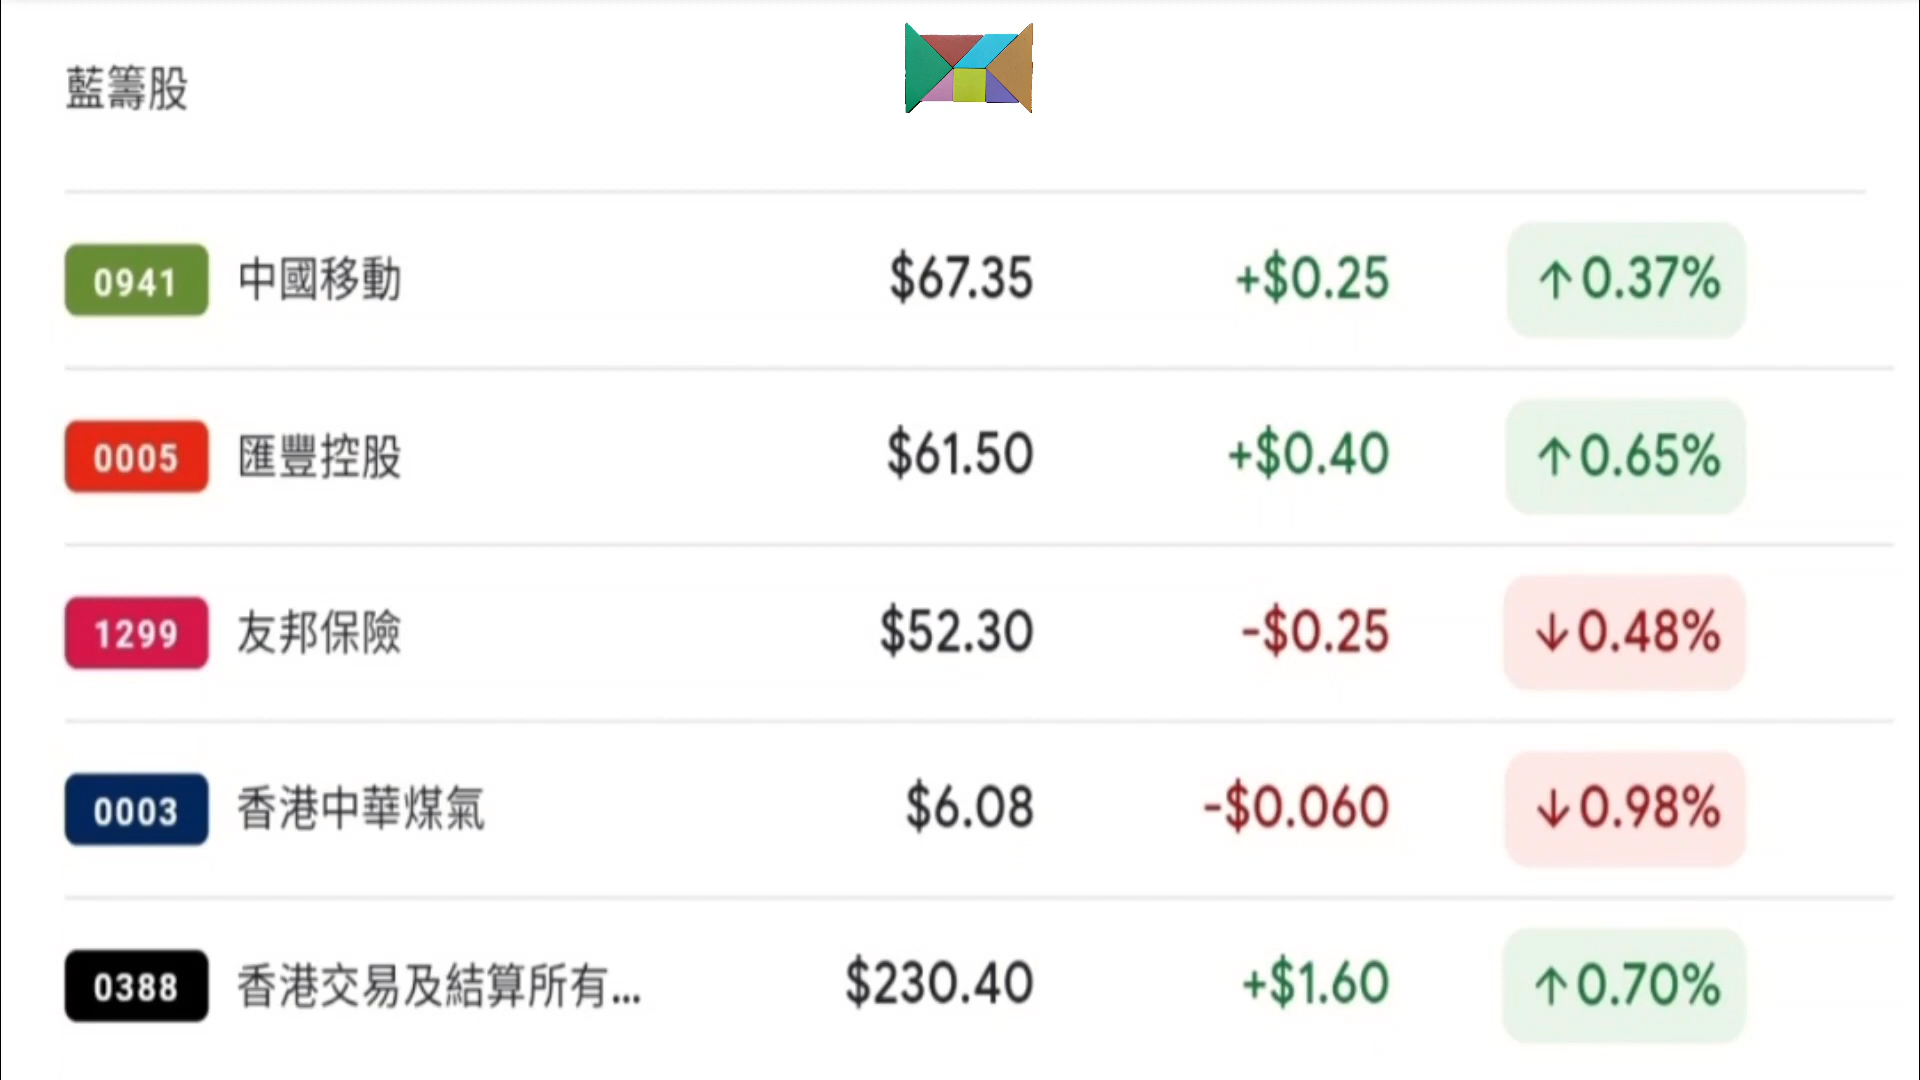 藍籌股
0941 中國移動 $67.35 +$0.25 ↑0.37%
0005 匯豐控股 $61.50 +$0.40 ↑0.65%
1299 友邦保險 $52.30 -$0.25 ↓0.48%
0003 香港中華煤氣 $6.08 -$0.060 ↓0.98%
0388 香港交易及結算所有... $230.40 +$1.60 ↑0.70%